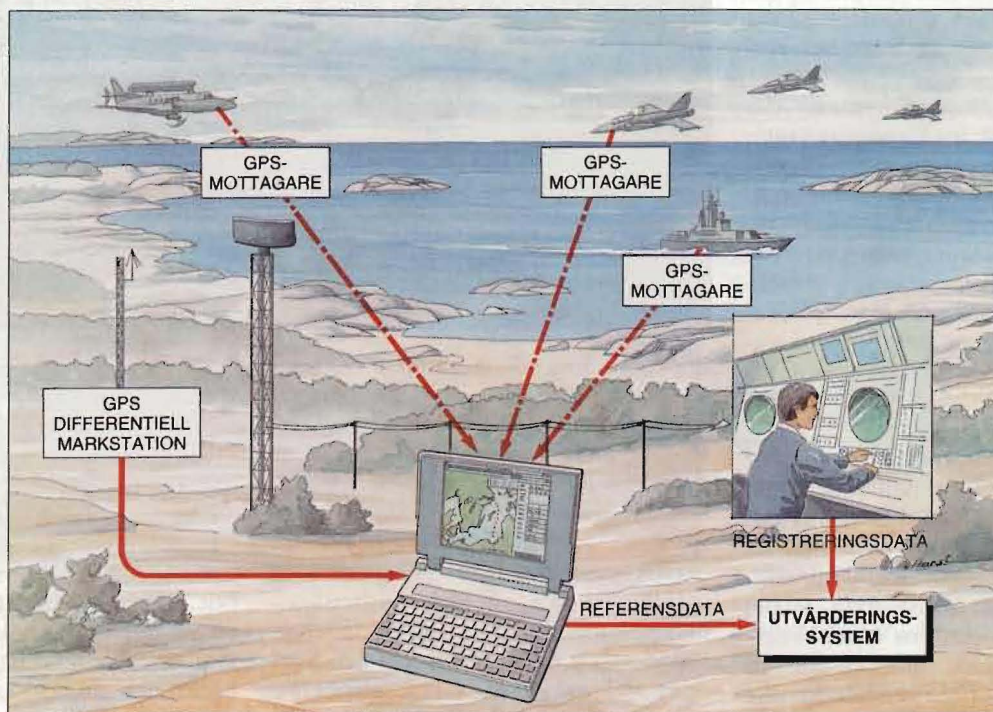 GPS-
MOTTAGARE
GPS-
MOTTAGARE
GPS-
MOTTAGARE
GPS
DIFFERENTIELL
MARKSTATION
REGISTRERINGSDATA
REFERENSDATA
UTVÄRDERINGS-
SYSTEM